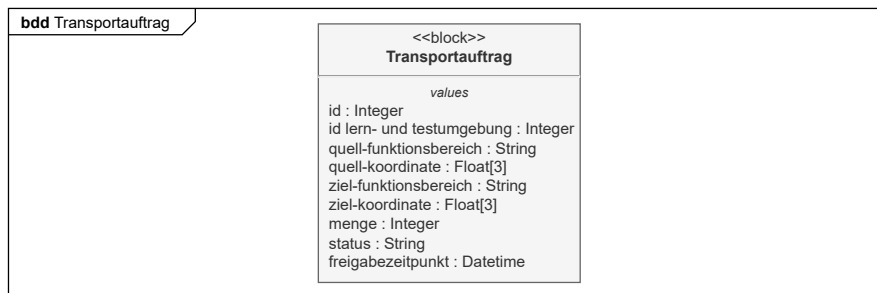 bdd Transportauftrag
<<block>>
Transportauftrag
values
id : Integer
id lern- und testumgebung : Integer
quell-funktionsbereich : String
quell-koordinate : Float[3]
ziel-funktionsbereich : String
ziel-koordinate : Float[3]
menge : Integer
status : String
freigabezeitpunkt : Datetime